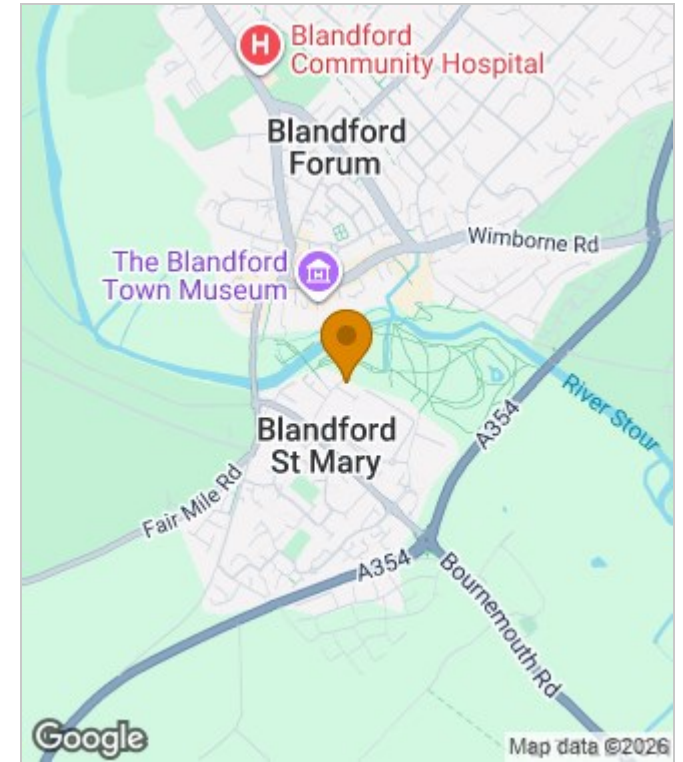 Blandford
Community Hospital
Blandford
Forum
Wimborne Rd
The Blandford
Town Museum
River Stour
A354
Blandford
St Mary
Fair Mile Rd
A354
Bournemouth Rd
Google
Map data ©2026